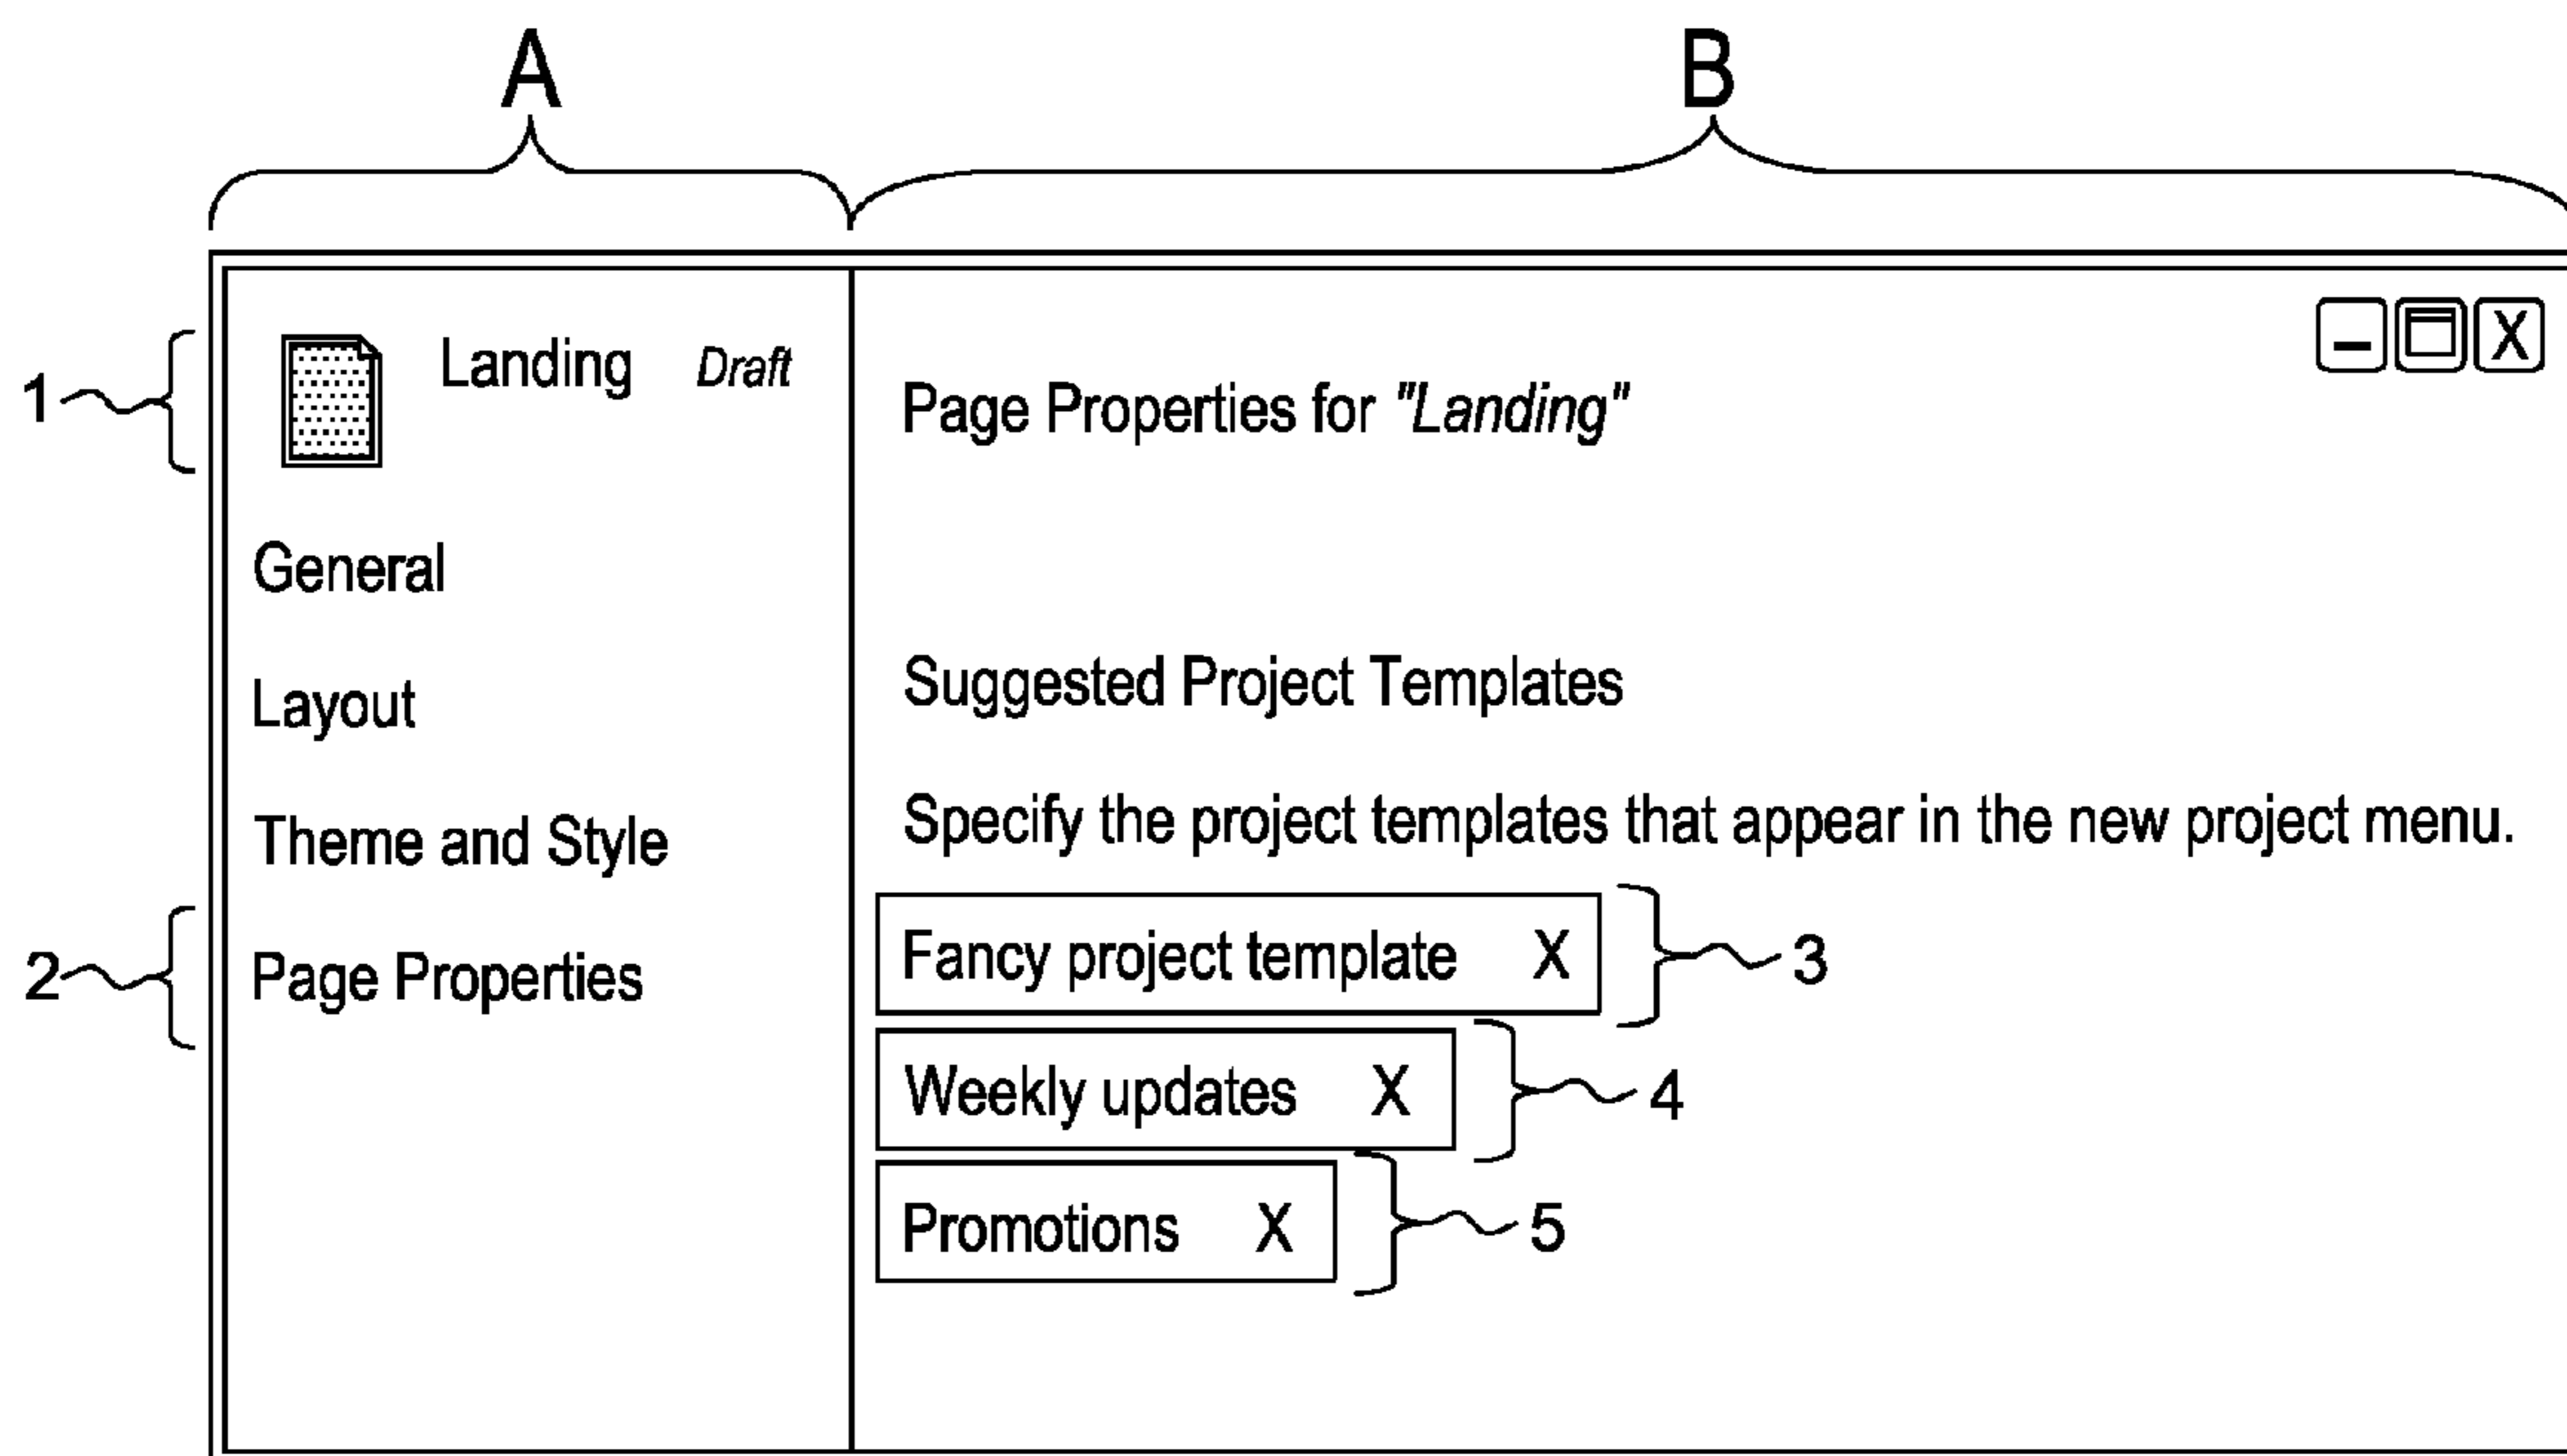 A
B
1
Landing Draft
General
Layout
Theme and Style
2
Page Properties
X
Page Properties for "Landing"
Suggested Project Templates
Specify the project templates that appear in the new project menu.
Fancy project template X
3
Weekly updates X
4
Promotions X
5